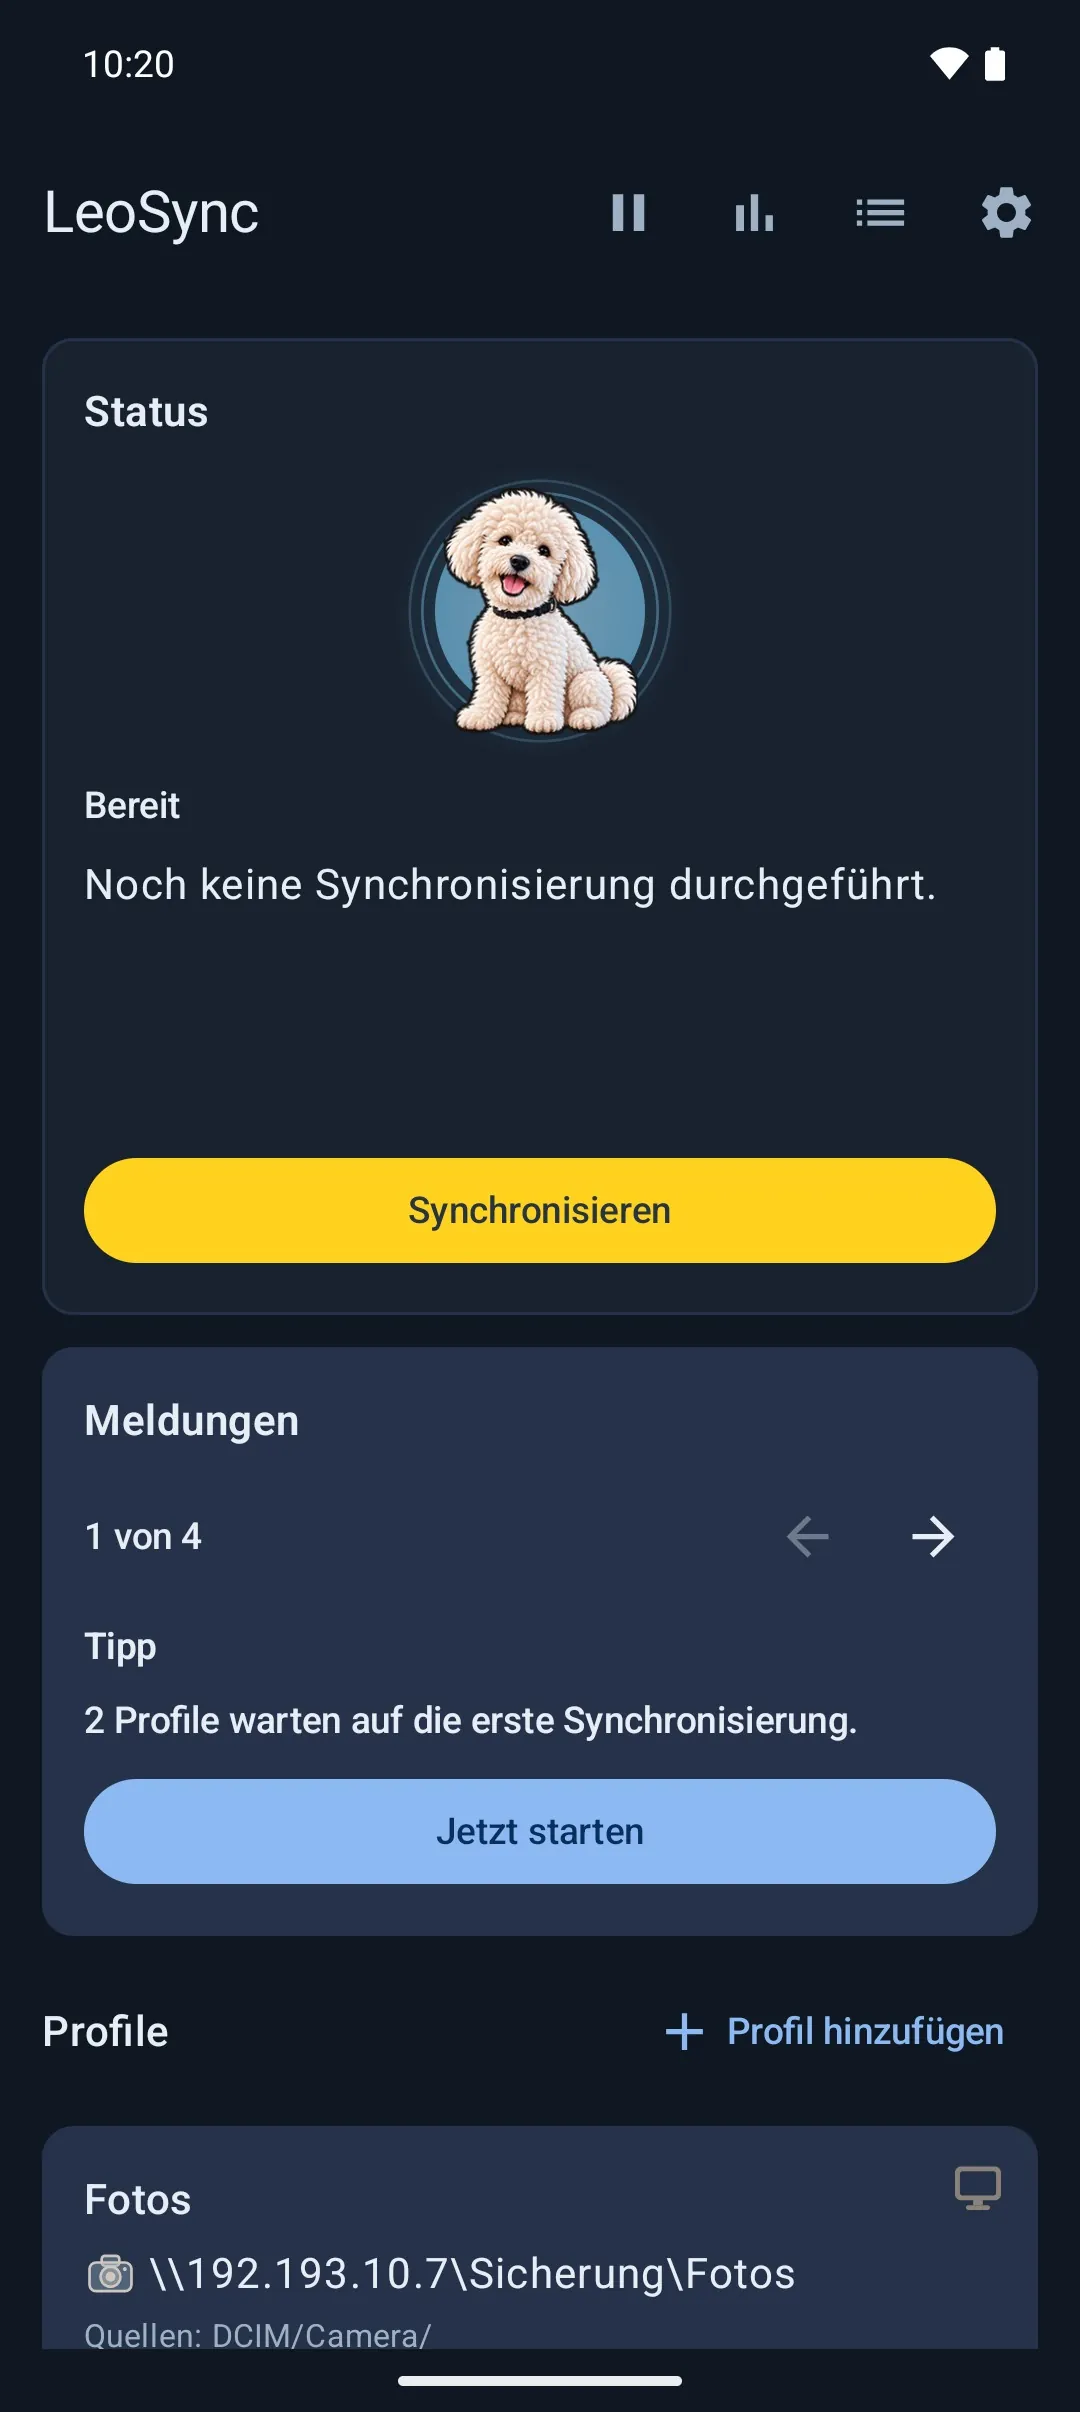 10:20
LeoSync
Status
Bereit
Noch keine Synchronisierung durchgeführt.
Synchronisieren
Meldungen
1 von 4
Tipp
2 Profile warten auf die erste Synchronisierung.
Jetzt starten
Profile
Profil hinzufügen
Fotos
\\192.193.10.7\Sicherung\Fotos
Quellen: DCIM/Camera/